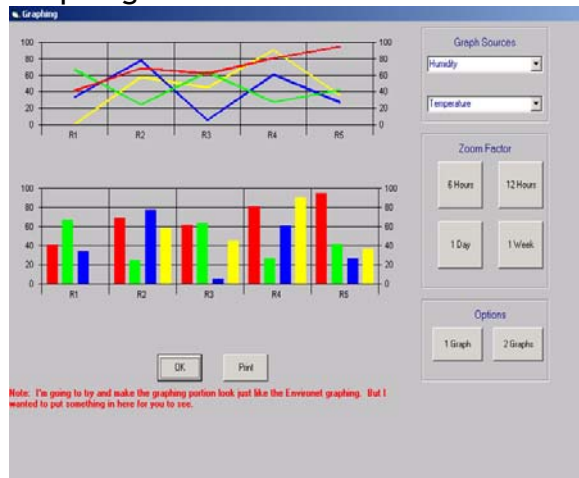 Graphing
100 100
80 80
60 60
40 40
20 20
0 0
R1 R2 R3 R4 R5
100 100
80 80
60 60
40 40
20 20
0 0
R1 R2 R3 R4 R5
Graph Sources
Humidity
Temperature
Zoom Factor
6 Hours 12 Hours
1 Day 1 Week
Options
1 Graph 2 Graphs
OK Print
Note: I'm going to try and make the graphing portion look just like the Environet graphing. But I
wanted to put something in here for you to see.